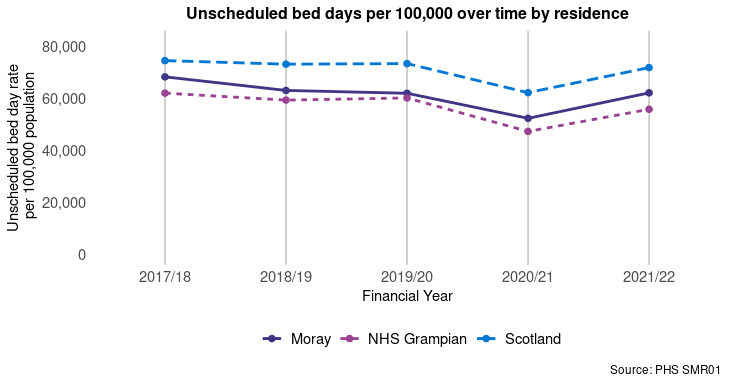 Unscheduled bed days per 100,000 over time by residence
Unscheduled bed day rate
per 100,000 population
80,000
60,000
40,000
20,000
0
2017/18 2018/19 2019/20 2020/21 2021/22
Financial Year
Moray NHS Grampian Scotland
Source: PHS SMR01